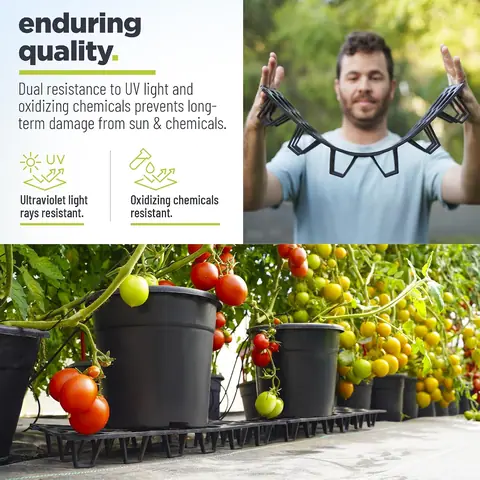 enduring
quality.
Dual resistance to UV light and
oxidizing chemicals prevents long-
term damage from sun & chemicals.
UV
Ultraviolet light
rays resistant.
Oxidizing chemicals
resistant.